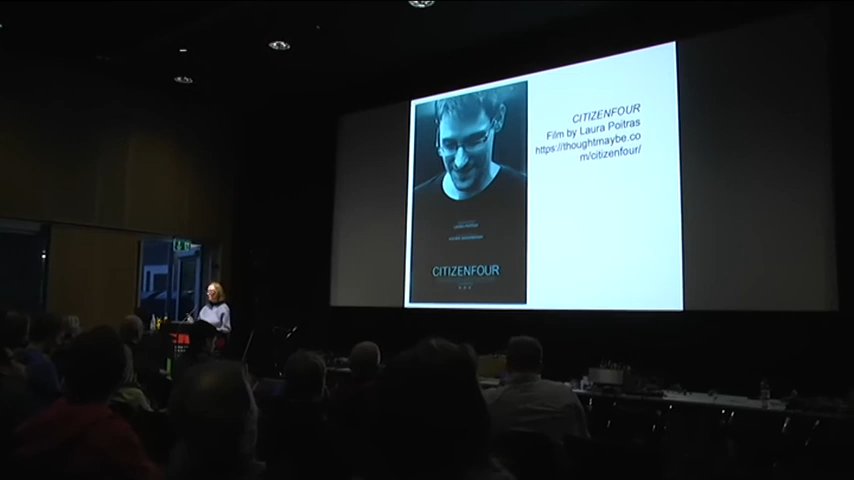 CITIZENFOUR
Film by Laura Poitras
https://thoughtmaybe.co
m/citizenfour/
CITIZENFOUR